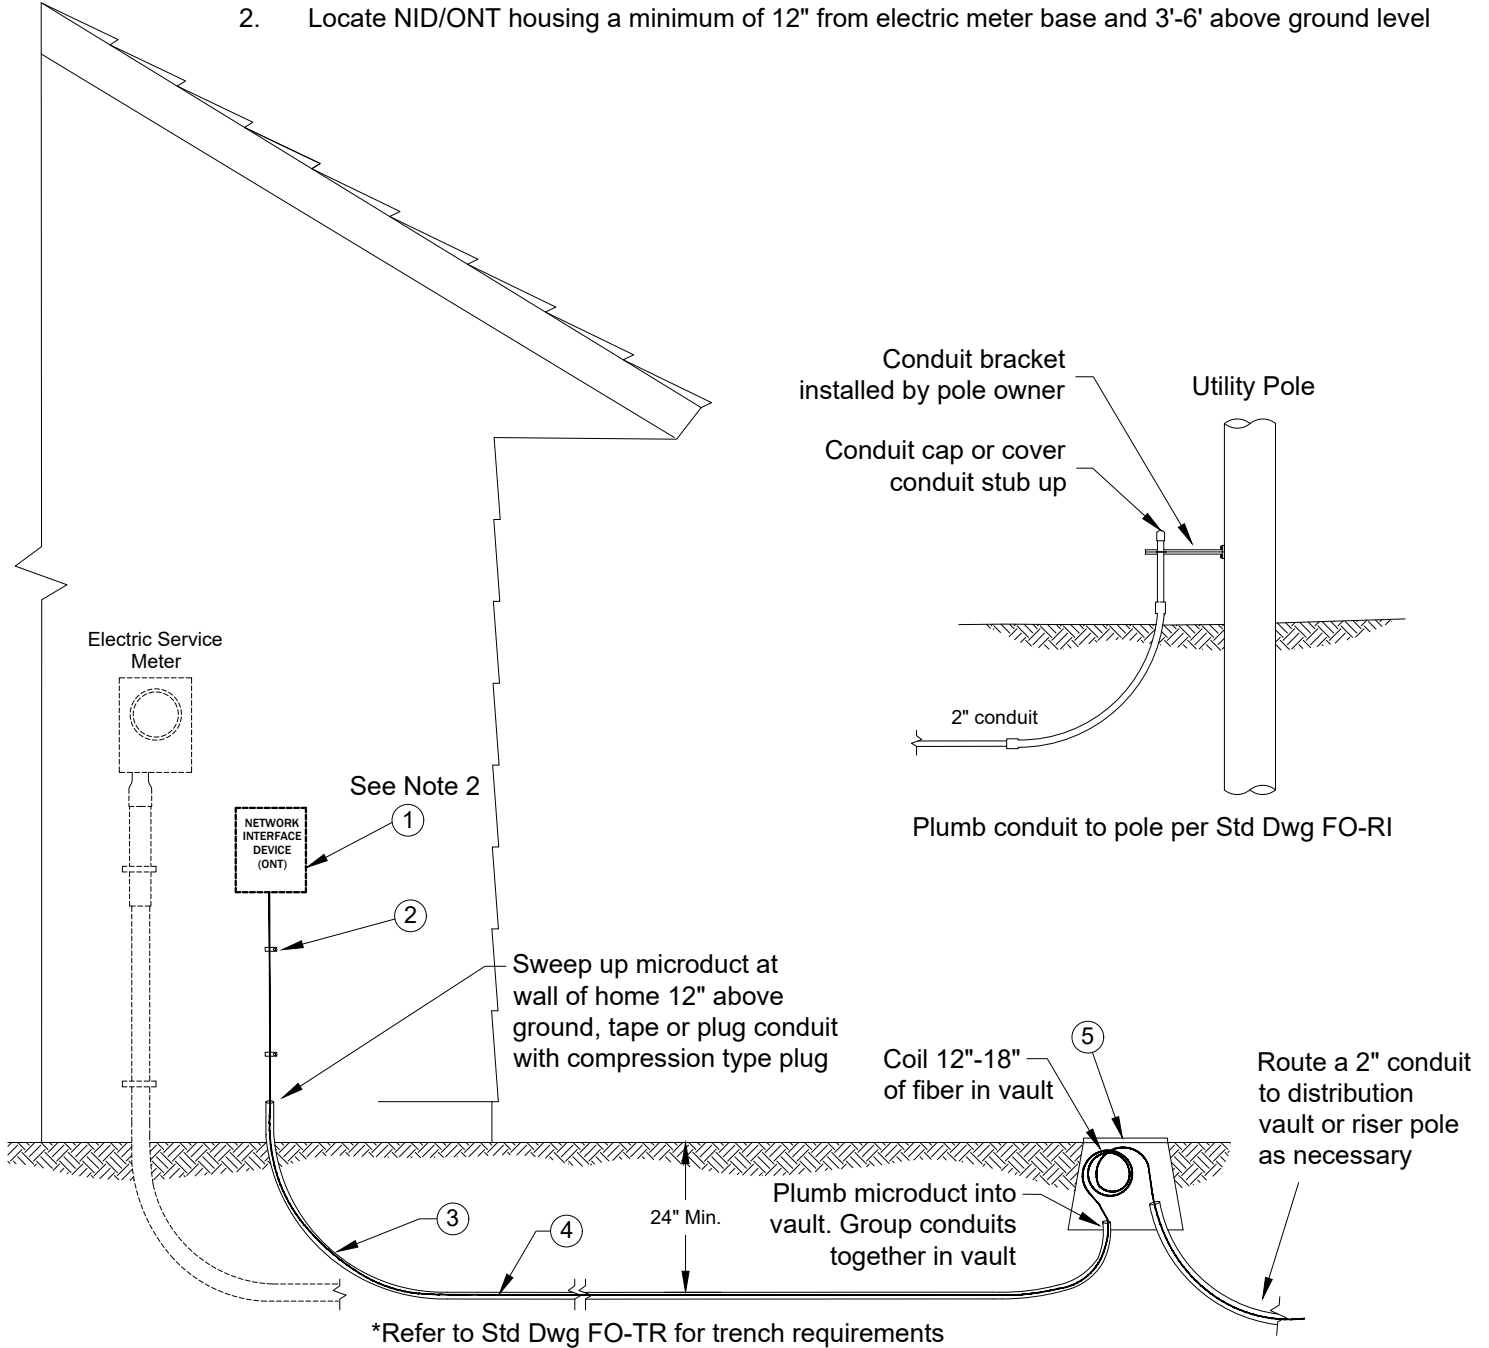 2. Locate NID/ONT housing a minimum of 12" from electric meter base and 3'-6' above ground level
Conduit bracket
installed by pole owner
Utility Pole
Conduit cap or cover
conduit stub up
2" conduit
Plumb conduit to pole per Std Dwg FO-RI
Electric Service
Meter
See Note 2
1
NETWORK
INTERFACE
DEVICE
(ONT)
2
Sweep up microduct at
wall of home 12" above
ground, tape or plug conduit
with compression type plug
Coil 12"-18"
of fiber in vault
5
Route a 2" conduit
to distribution
vault or riser pole
as necessary
3
4
24" Min.
Plumb microduct into
vault. Group conduits
together in vault
*Refer to Std Dwg FO-TR for trench requirements